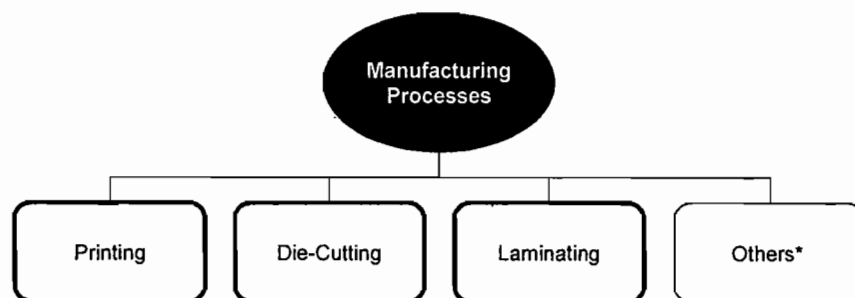 Manufacturing
Processes
Printing
Die-Cutting
Laminating
Others*